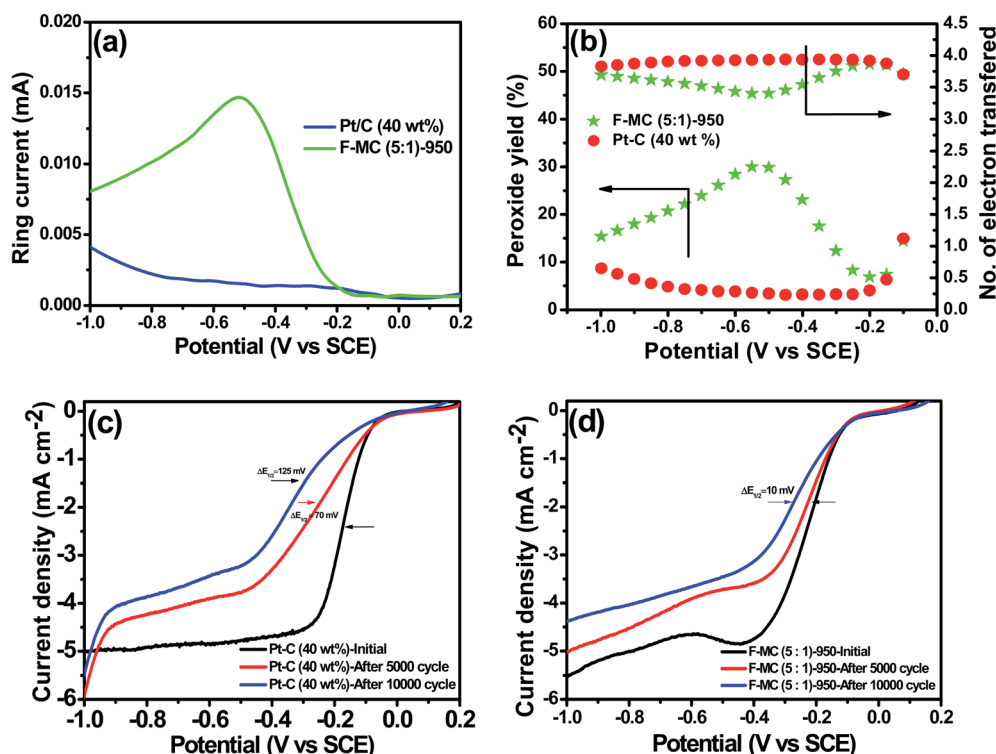 (a)
0.020
0.015
0.010
0.005
0.000
Ring current (mA)
Pt/C (40 wt%)
F-MC (5:1)-950
-1.0 -0.8 -0.6 -0.4 -0.2 0.0 0.2
Potential (V vs SCE)
(b)
60
50
40
30
20
10
0
Peroxide yield (%)
F-MC (5:1)-950
Pt-C (40 wt %)
4.5
4.0
3.5
3.0
2.5
2.0
1.5
1.0
0.5
0.0
No. of electron transfered
-1.0 -0.8 -0.6 -0.4 -0.2 0.0
Potential (V vs SCE)
(c)
0
-1
-2
-3
-4
-5
-6
Current density (mA cm-2)
ΔE1/2=125 mV
ΔE1/2= 70 mV
Pt-C (40 wt%)-Initial
Pt-C (40 wt%)-After 5000 cycle
Pt-C (40 wt%)-After 10000 cycle
-1.0 -0.8 -0.6 -0.4 -0.2 0.0 0.2
Potential (V vs SCE)
(d)
0
-1
-2
-3
-4
-5
-6
Current density (mA cm-2)
ΔE1/2=10 mV
F-MC (5 : 1)-950-Initial
F-MC (5 : 1)-950-After 5000 cycle
F-MC (5 : 1)-950-After 10000 cycle
-1.0 -0.8 -0.6 -0.4 -0.2 0.0 0.2
Potential (V vs SCE)